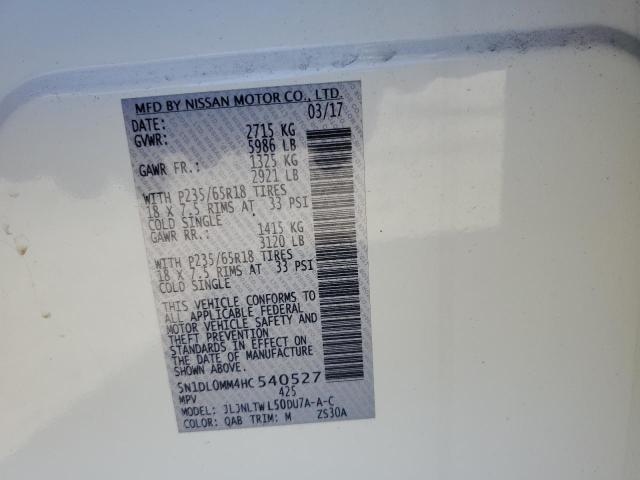 MFD BY NISSAN MOTOR CO., LTD.
DATE: 03/17
GVWR: 2715 KG
5986 LB
GAWR FR.: 1325 KG
2921 LB
WITH P235/65R18 TIRES
18 X 7.5 RIMS AT 33 PSI
COLD SINGLE
GAWR RR.: 1415 KG
3120 LB
WITH P235/65R18 TIRES
18 X 7.5 RIMS AT 33 PSI
COLD SINGLE
THIS VEHICLE CONFORMS TO
ALL APPLICABLE FEDERAL
MOTOR VEHICLE SAFETY AND
THEFT PREVENTION
STANDARDS IN EFFECT ON
THE DATE OF MANUFACTURE
SHOWN ABOVE.
5N1DL0MM4HC540527
MPV 425
MODEL: JLJNLTWL50DU7A-A-C
COLOR: QAB TRIM: M ZS30A